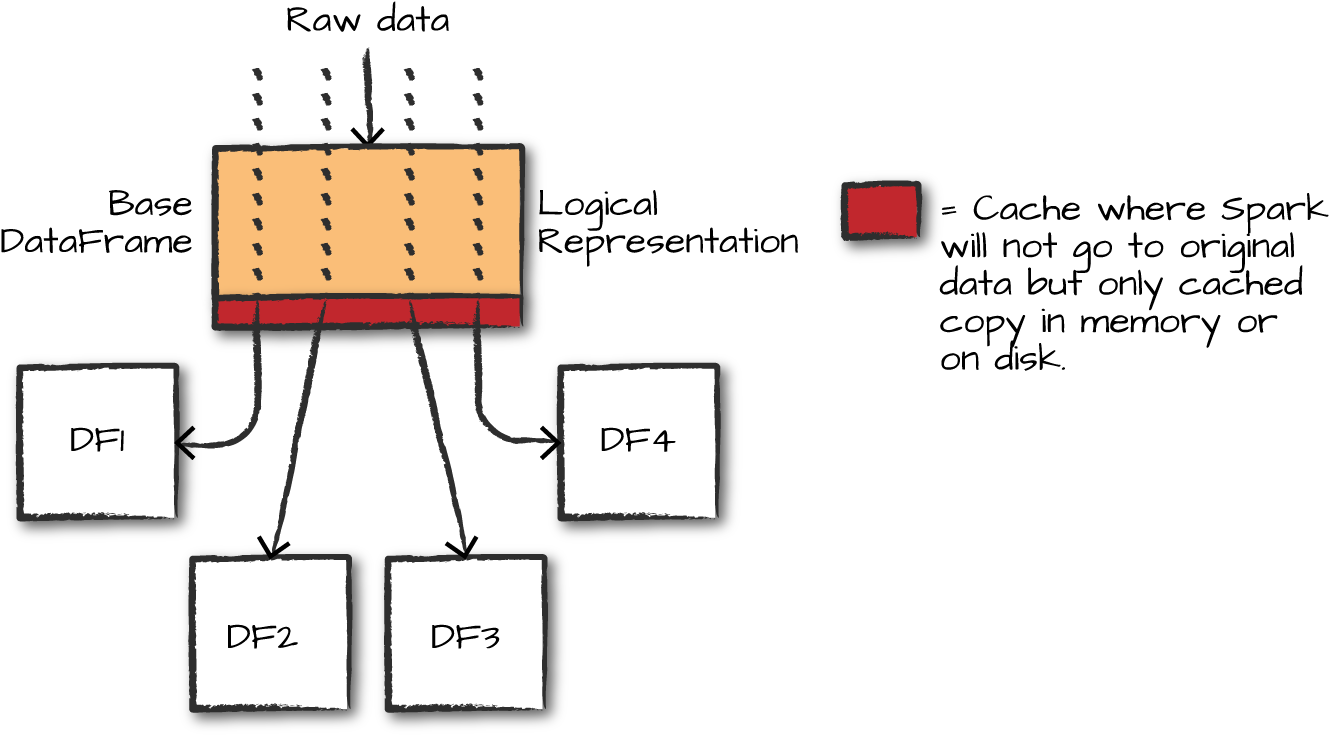 Raw data
Base
DataFrame
Logical
Representation
= Cache where Spark
will not go to original
data but only cached
copy in memory or
on disk.
DF1
DF4
DF2
DF3